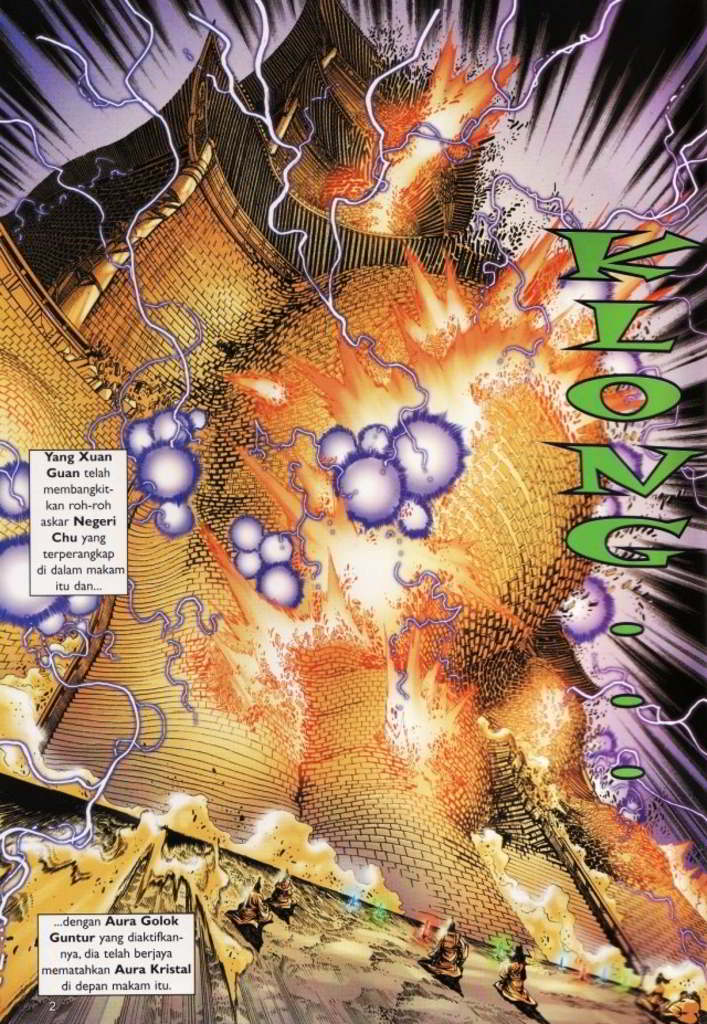 KLONG...
Yang Xuan
Guan telah
membangkit-
kan roh-roh
askar Negeri
Chu yang
terperangkap
di dalam makam
itu dan...
...dengan Aura Golok
Guntur yang diaktifkan-
nya, dia telah berjaya
mematahkan Aura Kristal
di depan makam itu.
2